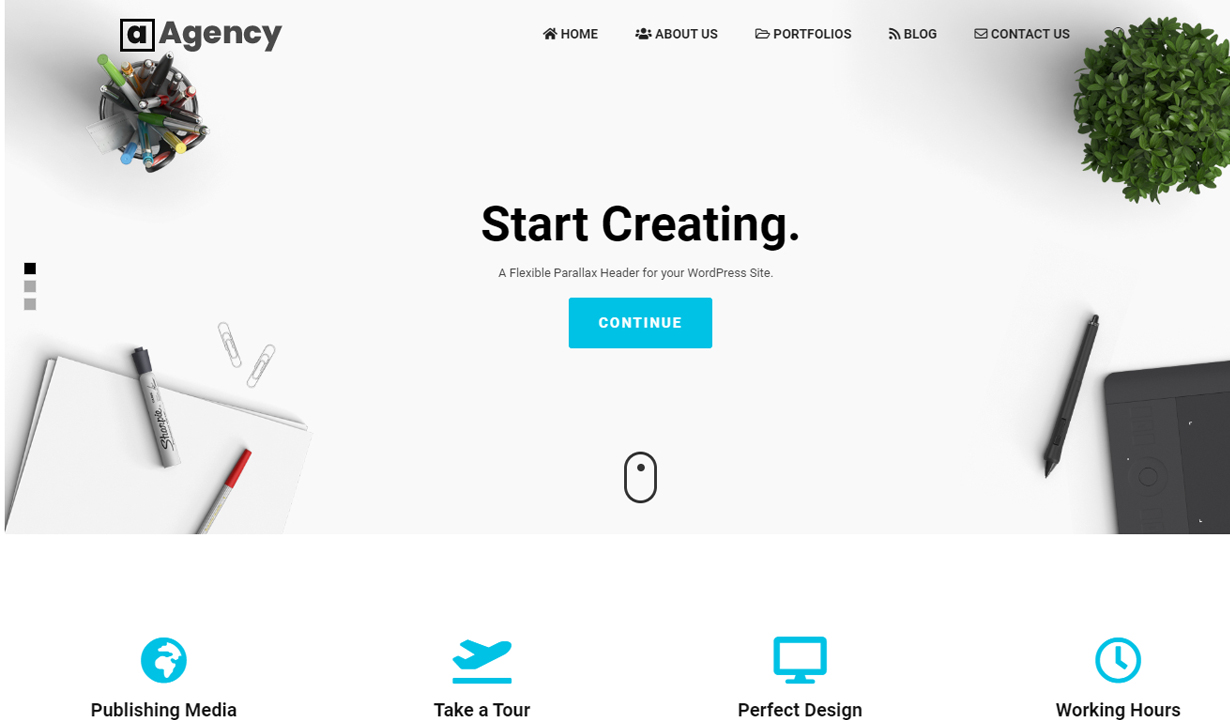 a Agency
HOME
ABOUT US
PORTFOLIOS
BLOG
CONTACT US
Start Creating.
A Flexible Parallax Header for your WordPress Site.
CONTINUE
Sharpie
Publishing Media
Take a Tour
Perfect Design
Working Hours